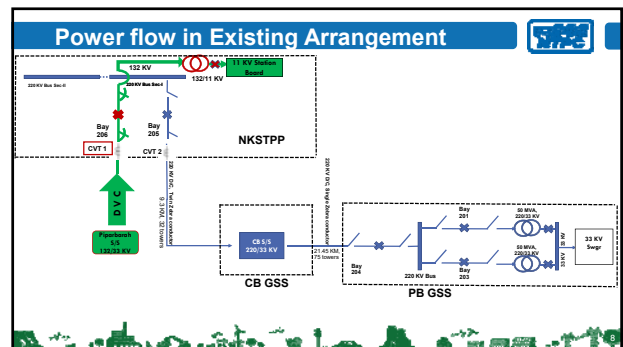 Power flow in Existing Arrangement
NTPC
132 KV
11 KV Station
Board
132/11 KV
220 KV Bus Sec-II
220 KV Bus Sec-I
Bay
206
Bay
205
NKSTPP
CVT 1
CVT 2
DVC
220 KV D/C, Twin Zebra conductor
9.3 KM, 32 towers
220 KV D/C, Single Zebra conductor
21.45 KM,
75 towers
Piparbarah
S/S
132/33 KV
CB S/S
220/33 KV
CB GSS
Bay
201
50 MVA,
220/33 KV
Bay
204
220 KV Bus
Bay
203
50 MVA,
220/33 KV
33 KV
33 KV
Swgr
PB GSS
8